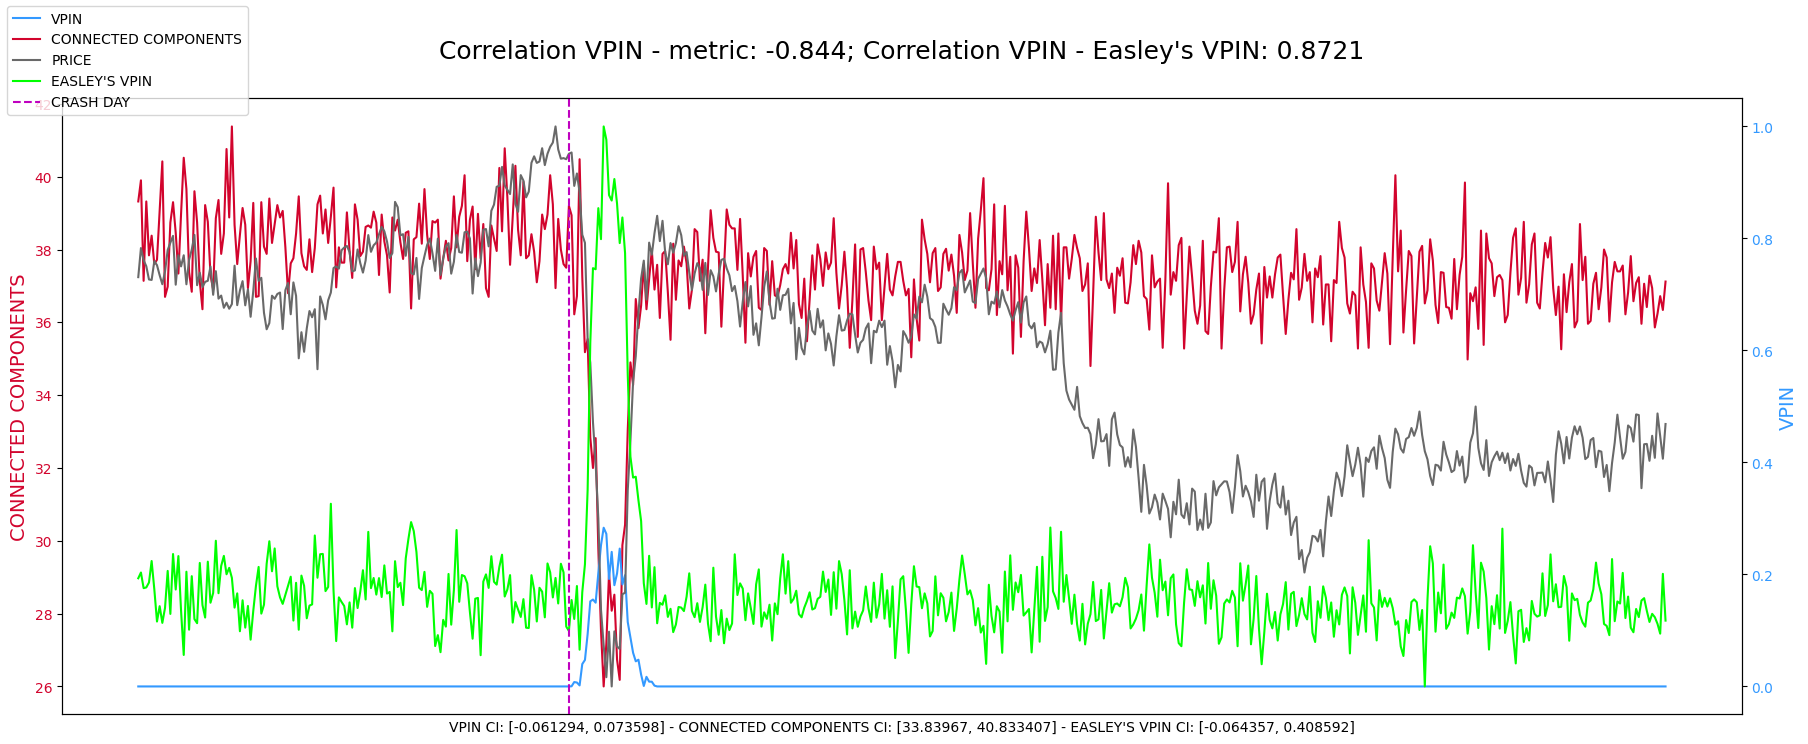 VPIN
CONNECTED COMPONENTS
PRICE
EASLEY'S VPIN
CRASH DAY
Correlation VPIN - metric: -0.844; Correlation VPIN - Easley's VPIN: 0.8721
42
40
38
36
34
32
30
28
26
CONNECTED COMPONENTS
1.0
0.8
0.6
0.4
0.2
0.0
VPIN
VPIN CI: [-0.061294, 0.073598] - CONNECTED COMPONENTS CI: [33.83967, 40.833407] - EASLEY'S VPIN CI: [-0.064357, 0.408592]